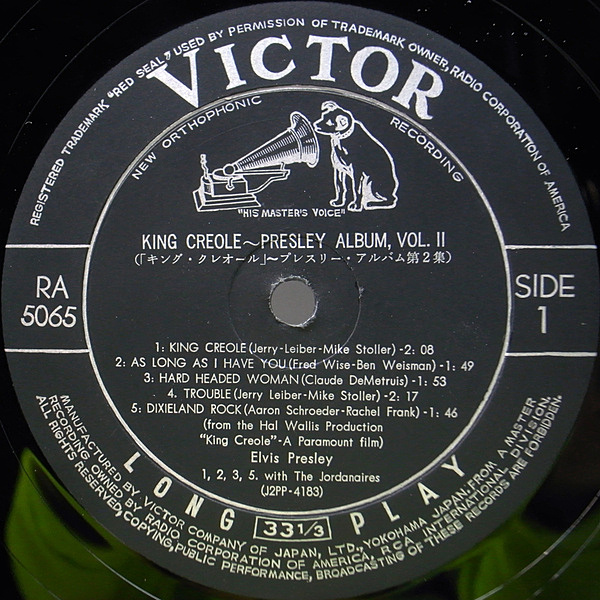 REGISTERED TRADEMARK "RED SEAL" USED BY PERMISSION OF TRADEMARK OWNER, RADIO CORPORATION OF AMERICA
VICTOR
NEW ORTHOPHONIC RECORDING
"HIS MASTER'S VOICE"
KING CREOLE~PRESLEY ALBUM, VOL. II
(「キング・クレオール」~プレスリー・アルバム第2集)
RA
5065
SIDE
1
1: KING CREOLE (Jerry-Leiber-Mike Stoller) -2: 08
2: AS LONG AS I HAVE YOU (Fred Wise-Ben Weisman) -1: 49
3: HARD HEADED WOMAN (Claude DeMetruis) -1: 53
4. TROUBLE (Jerry Leiber-Mike Stoller) -2: 17
5: DIXIELAND ROCK (Aaron Schroeder-Rachel Frank) -1: 46
(from the Hal Wallis Production
"King Creole"-A Paramount film)
Elvis Presley
1, 2, 3, 5. with The Jordanaires
(J2PP-4183)
LONG 33 1/3 PLAY
MANUFACTURED BY VICTOR COMPANY OF JAPAN, LTD., YOKOHAMA, JAPAN, FROM A MASTER
RECORDING OWNED BY RADIO CORPORATION OF AMERICA, RCA INTERNATIONAL DIVISION.
ALL RIGHTS RESERVED, COPYING, PUBLIC PERFORMANCE, BROADCASTING OF THESE RECORDS ARE FORBIDDEN.